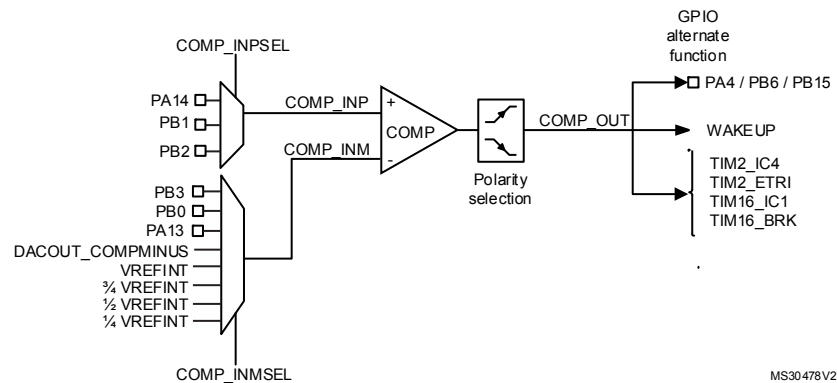 GPIO
alternate
function
COMP_INPSEL
PA14
PB1
PB2
COMP_INP
COMP_INM
+
COMP
-
Polarity
selection
COMP_OUT
PA4 / PB6 / PB15
WAKEUP
TIM2_IC4
TIM2_ETRI
TIM16_IC1
TIM16_BRK
PB3
PB0
PA13
DACOUT_COMPMINUS
VREFINT
¾ VREFINT
½ VREFINT
¼ VREFINT
COMP_INMSEL
MS30478V2